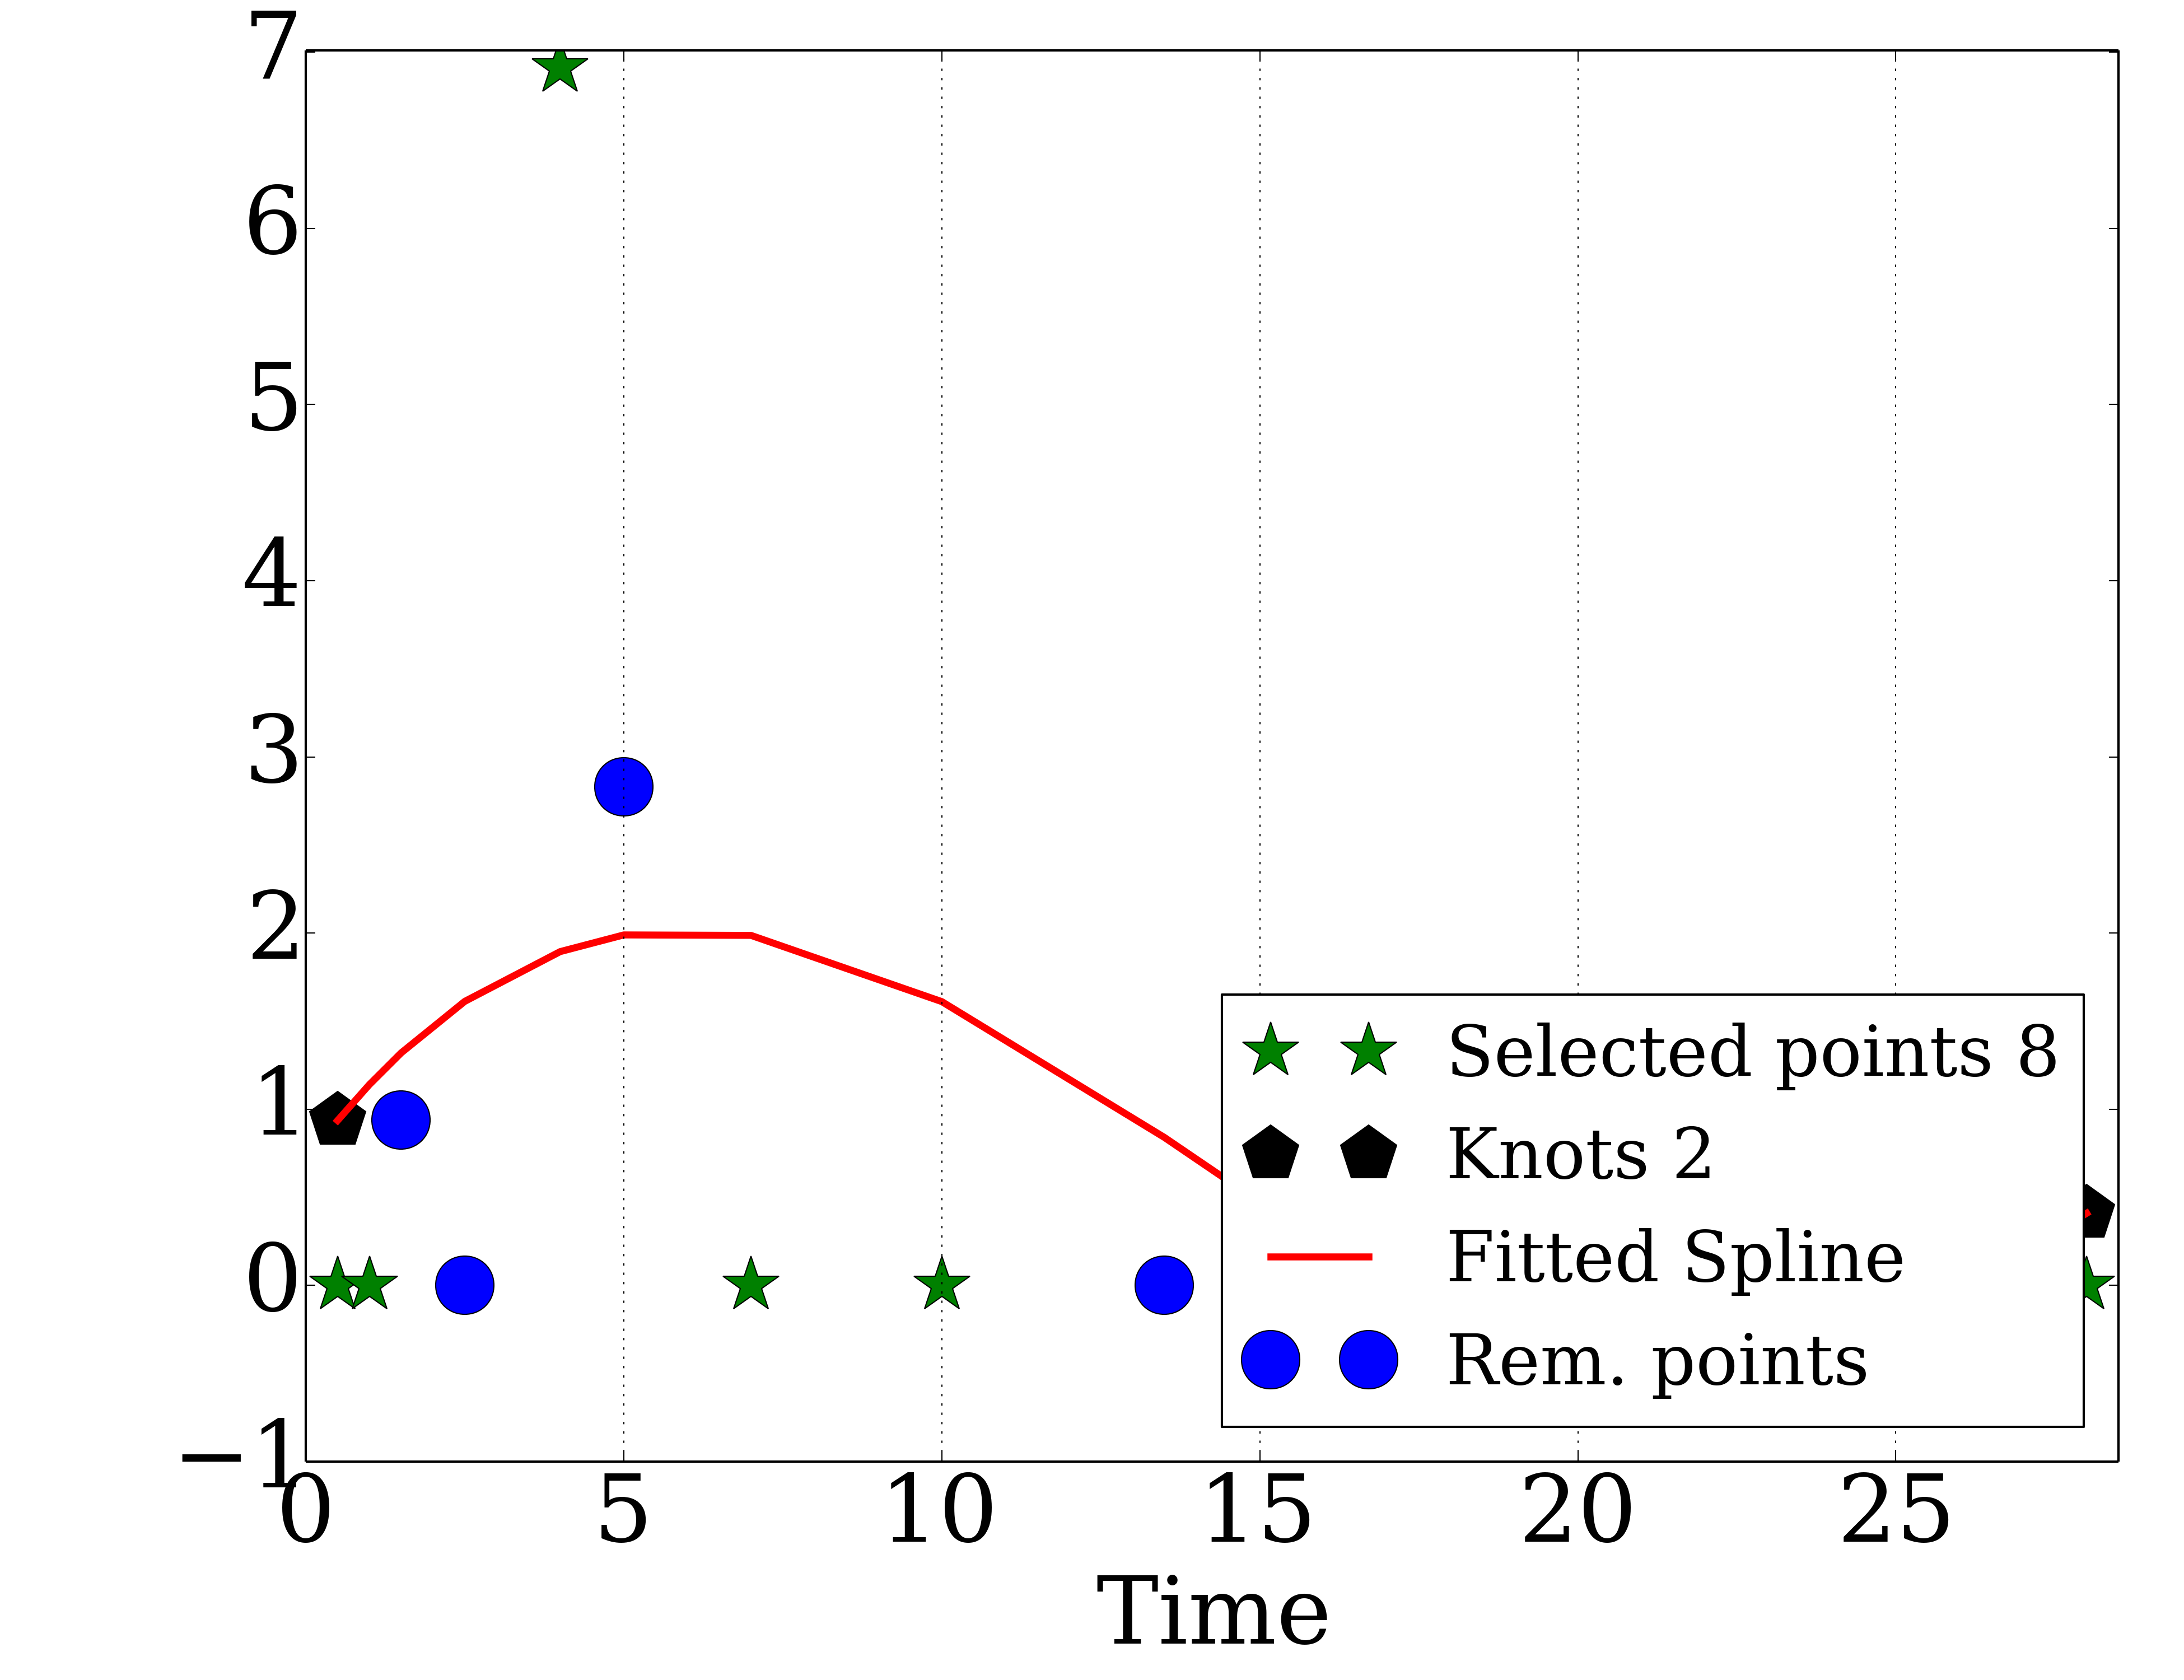 7
6
5
4
3
2
1
0
−1
Selected points 8
Knots 2
Fitted Spline
Rem. points
0 5 10 15 20 25
Time